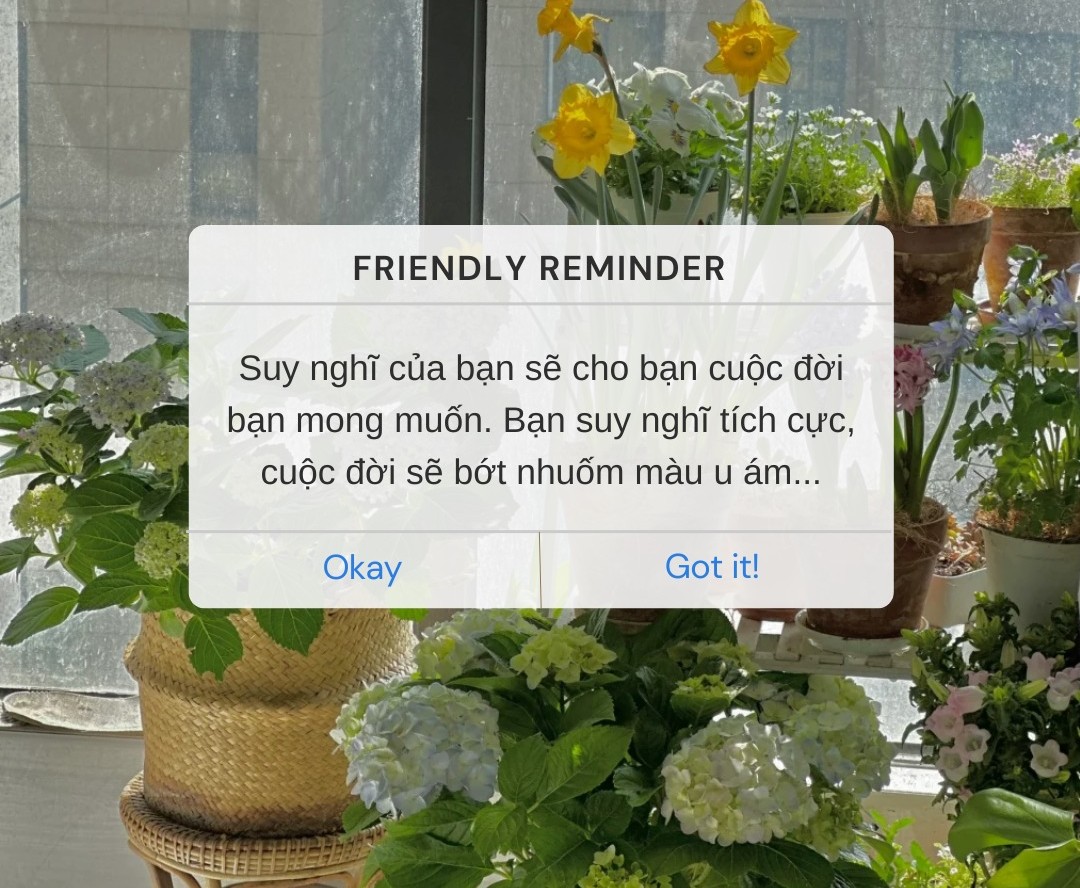 FRIENDLY REMINDER
Suy nghĩ của bạn sẽ cho bạn cuộc đời
bạn mong muốn. Bạn suy nghĩ tích cực,
cuộc đời sẽ bớt nhuốm màu u ám...
Okay
Got it!